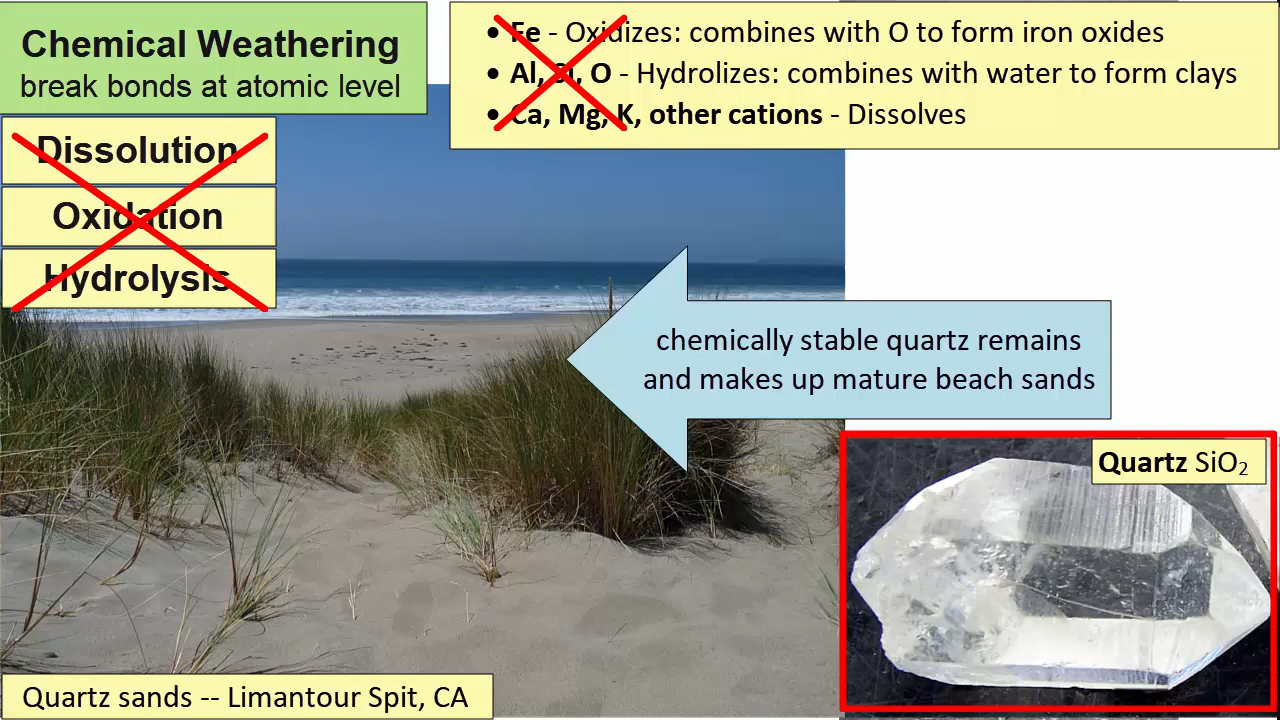 Chemical Weathering
break bonds at atomic level
• Fe - Oxidizes: combines with O to form iron oxides
• Al, Si, O - Hydrolizes: combines with water to form clays
• Ca, Mg, K, other cations - Dissolves
Dissolution
Oxidation
Hydrolysis
chemically stable quartz remains
and makes up mature beach sands
Quartz SiO₂
Quartz sands -- Limantour Spit, CA